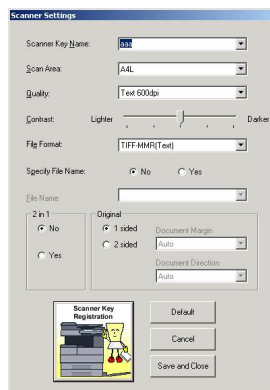 Scanner Settings
Scanner Key Name: aaa
Scan Area: A4L
Quality: Text 600dpi
Contrast: Lighter Darker
File Format: TIFF-MMR(Text)
Specify File Name: No Yes
File Name:
2 in 1
No
Yes
Original
1 sided
2 sided
Document Margin
Auto
Document Direction
Auto
Scanner Key
Registration
Default
Cancel
Save and Close